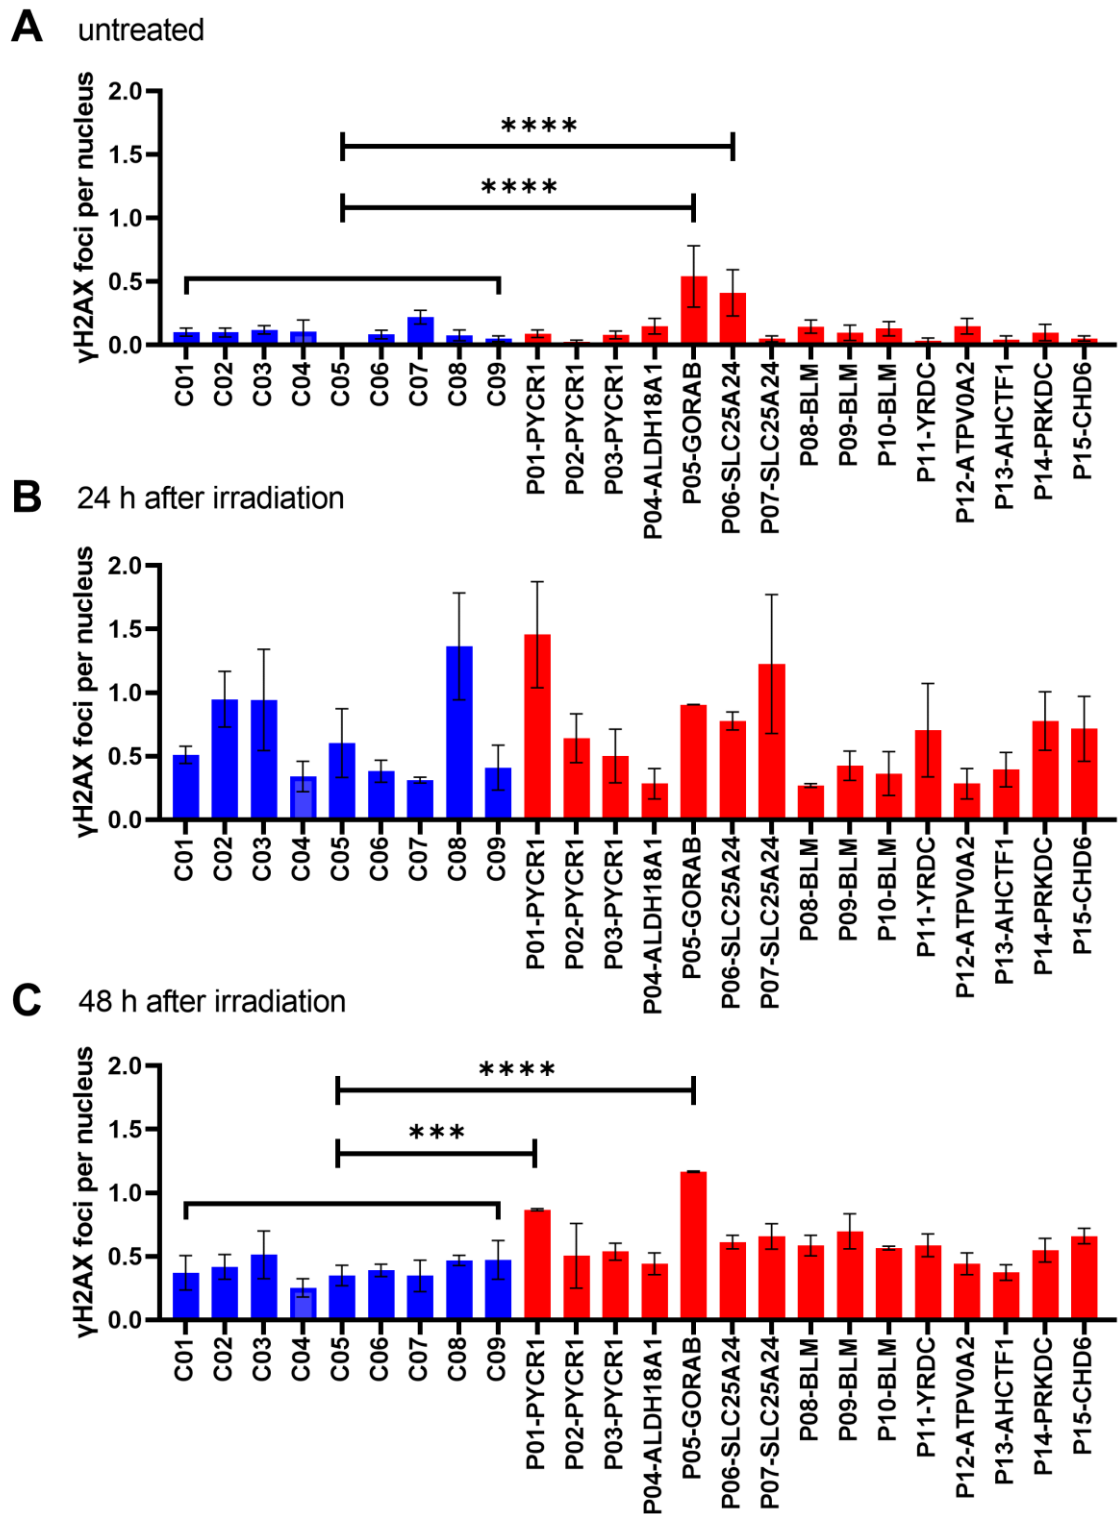 A untreated
γH2AX foci per nucleus
2.0
1.5
1.0
0.5
0.0
****
****
C01
C02
C03
C04
C05
C06
C07
C08
C09
P01-PYCR1
P02-PYCR1
P03-PYCR1
P04-ALDH18A1
P05-GORAB
P06-SLC25A24
P07-SLC25A24
P08-BLM
P09-BLM
P10-BLM
P11-YRDC
P12-ATPV0A2
P13-AHCTF1
P14-PRKDC
P15-CHD6
B 24 h after irradiation
γH2AX foci per nucleus
2.0
1.5
1.0
0.5
0.0
C01
C02
C03
C04
C05
C06
C07
C08
C09
P01-PYCR1
P02-PYCR1
P03-PYCR1
P04-ALDH18A1
P05-GORAB
P06-SLC25A24
P07-SLC25A24
P08-BLM
P09-BLM
P10-BLM
P11-YRDC
P12-ATPV0A2
P13-AHCTF1
P14-PRKDC
P15-CHD6
C 48 h after irradiation
γH2AX foci per nucleus
2.0
1.5
1.0
0.5
0.0
****
***
C01
C02
C03
C04
C05
C06
C07
C08
C09
P01-PYCR1
P02-PYCR1
P03-PYCR1
P04-ALDH18A1
P05-GORAB
P06-SLC25A24
P07-SLC25A24
P08-BLM
P09-BLM
P10-BLM
P11-YRDC
P12-ATPV0A2
P13-AHCTF1
P14-PRKDC
P15-CHD6